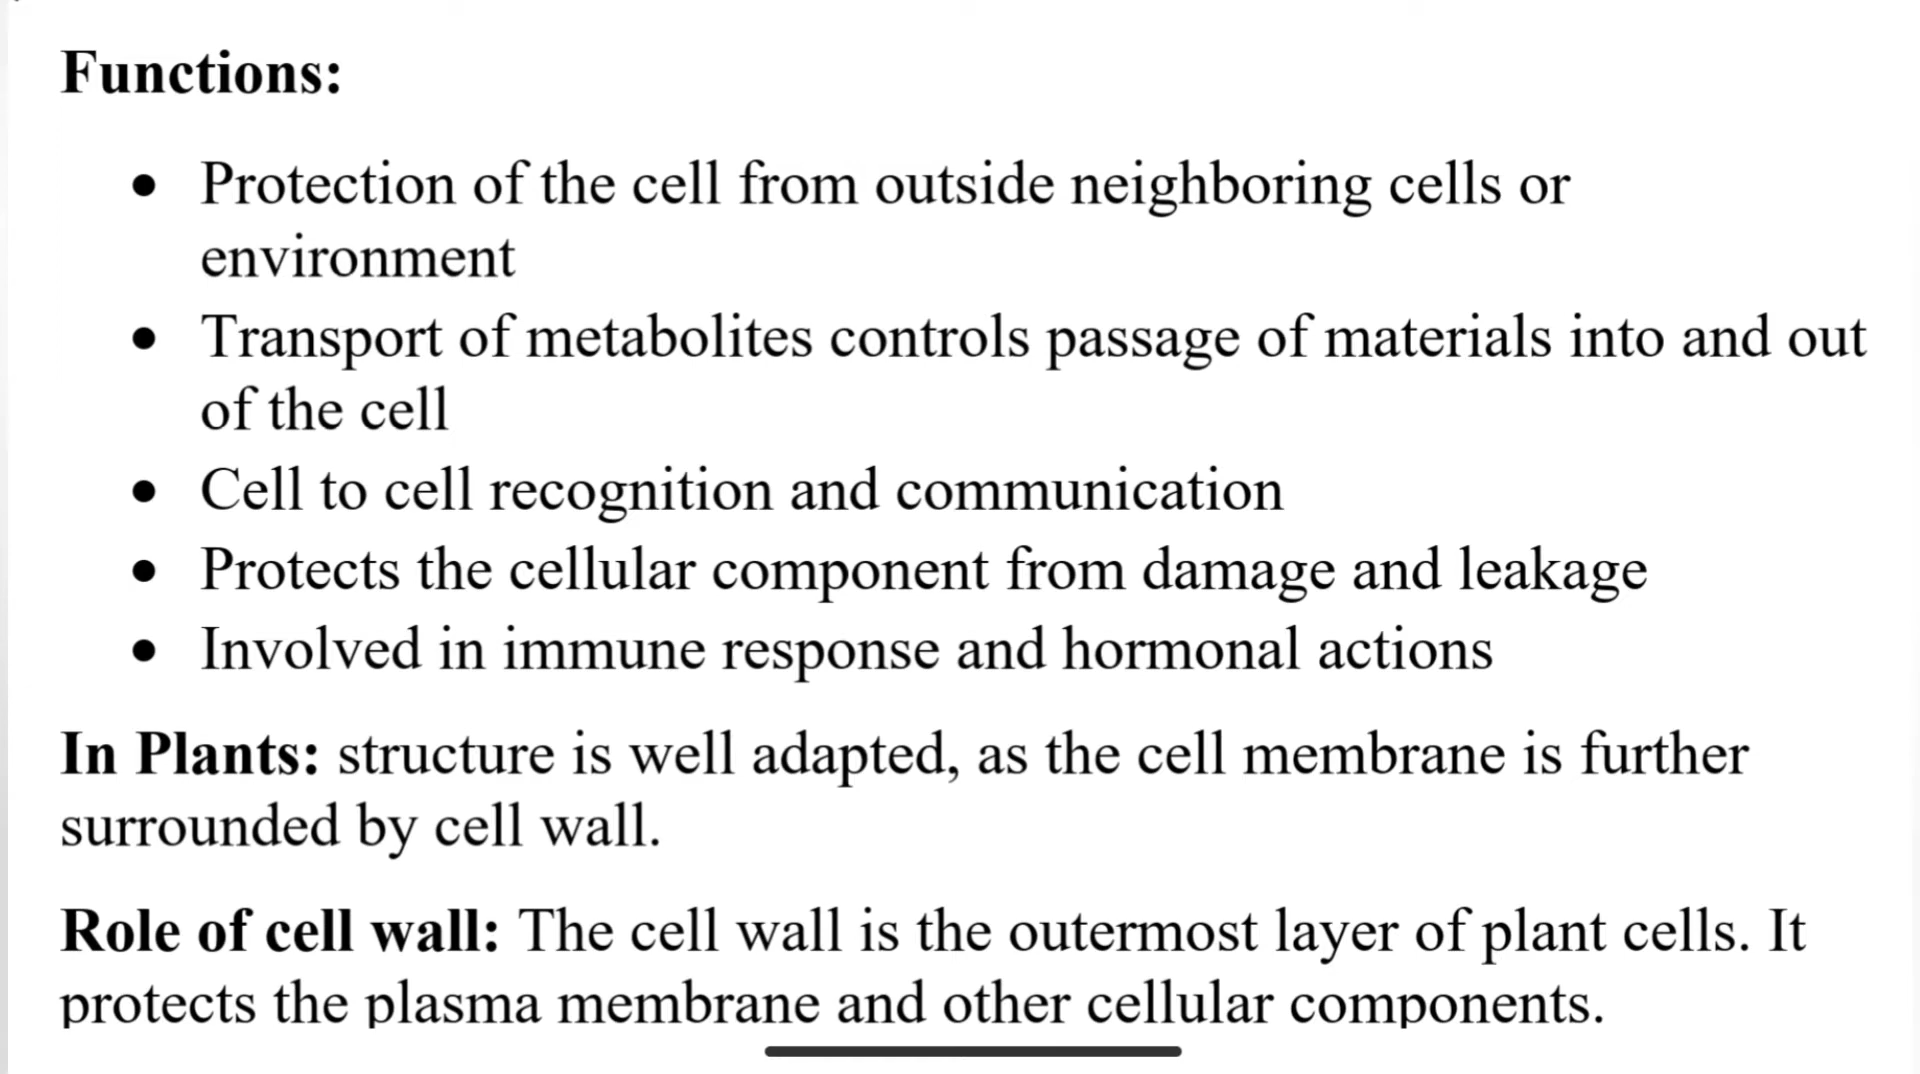 Functions:
● Protection of the cell from outside neighboring cells or
environment
● Transport of metabolites controls passage of materials into and out
of the cell
● Cell to cell recognition and communication
● Protects the cellular component from damage and leakage
● Involved in immune response and hormonal actions
In Plants: structure is well adapted, as the cell membrane is further
surrounded by cell wall.
Role of cell wall: The cell wall is the outermost layer of plant cells. It
protects the plasma membrane and other cellular components.